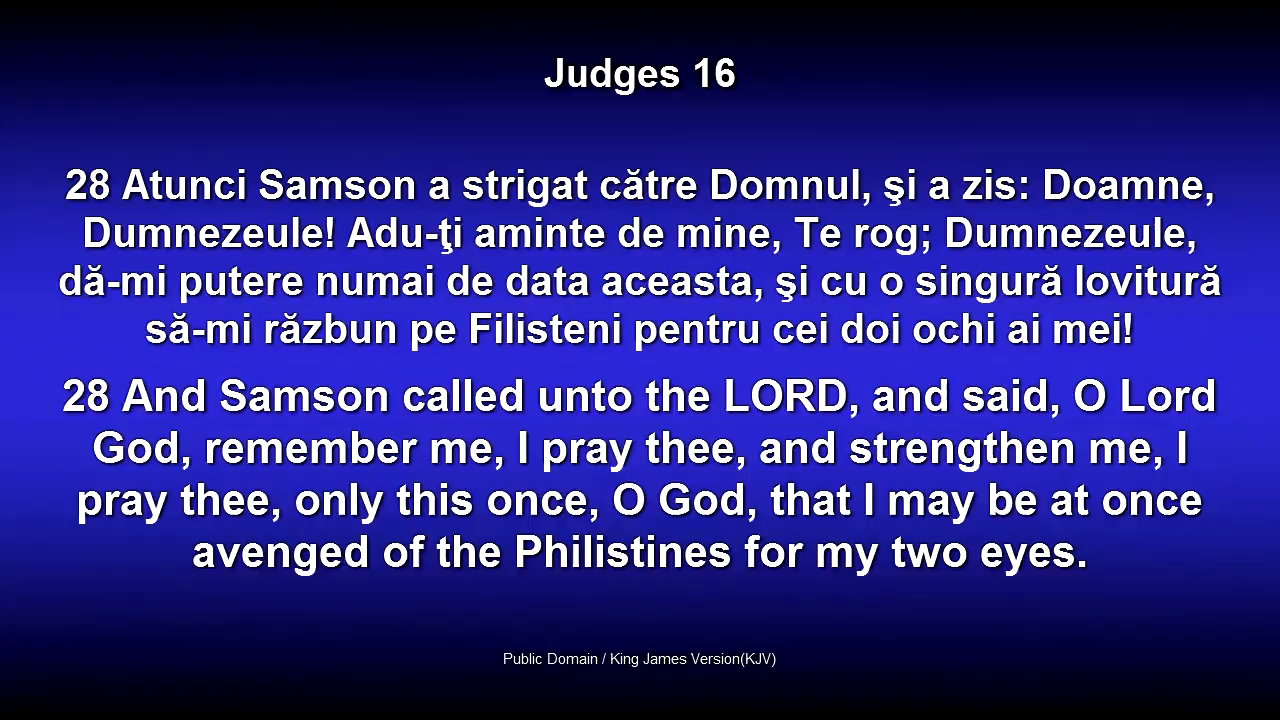 Judges 16
28 Atunci Samson a strigat către Domnul, şi a zis: Doamne,
Dumnezeule! Adu-ţi aminte de mine, Te rog; Dumnezeule,
dă-mi putere numai de data aceasta, şi cu o singură lovitură
să-mi răzbun pe Filisteni pentru cei doi ochi ai mei!
28 And Samson called unto the LORD, and said, O Lord
God, remember me, I pray thee, and strengthen me, I
pray thee, only this once, O God, that I may be at once
avenged of the Philistines for my two eyes.
Public Domain / King James Version(KJV)